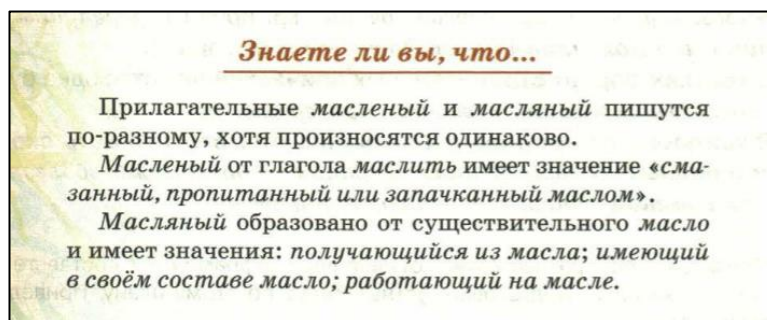 Знаете ли вы, что...
Прилагательные масленый и масляный пишутся
по-разному, хотя произносятся одинаково.
Масленый от глагола маслить имеет значение «сма-
занный, пропитанный или запачканный маслом».
Масляный образовано от существительного масло
и имеет значения: получающийся из масла; имеющий
в своём составе масло; работающий на масле.